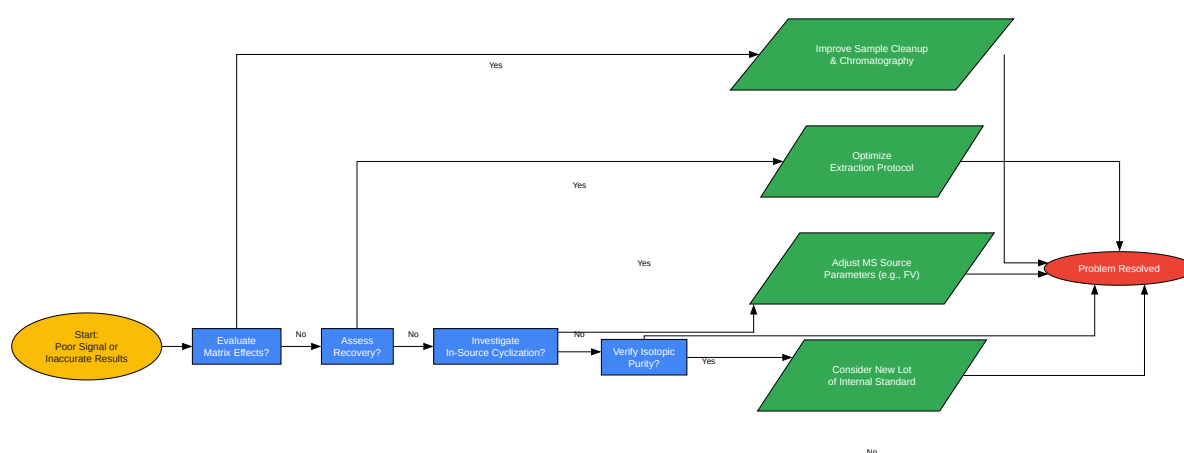 Improve Sample Cleanup
& Chromatography
Yes
Optimize
Extraction Protocol
Yes
Yes
Adjust MS Source
Parameters (e.g., FV)
Problem Resolved
Start:
Poor Signal or
Inaccurate Results
Evaluate
Matrix Effects?
No
Assess
Recovery?
No
Investigate
In-Source Cyclization?
No
Verify Isotopic
Purity?
Yes
Consider New Lot
of Internal Standard
No